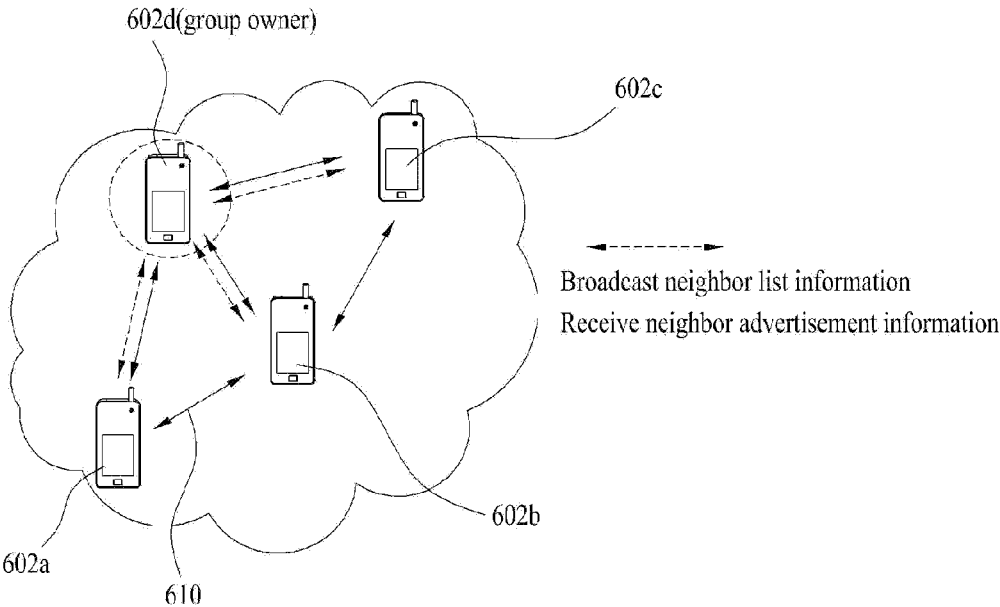 602d(group owner)
602c
Broadcast neighbor list information
Receive neighbor advertisement information
602b
602a
610